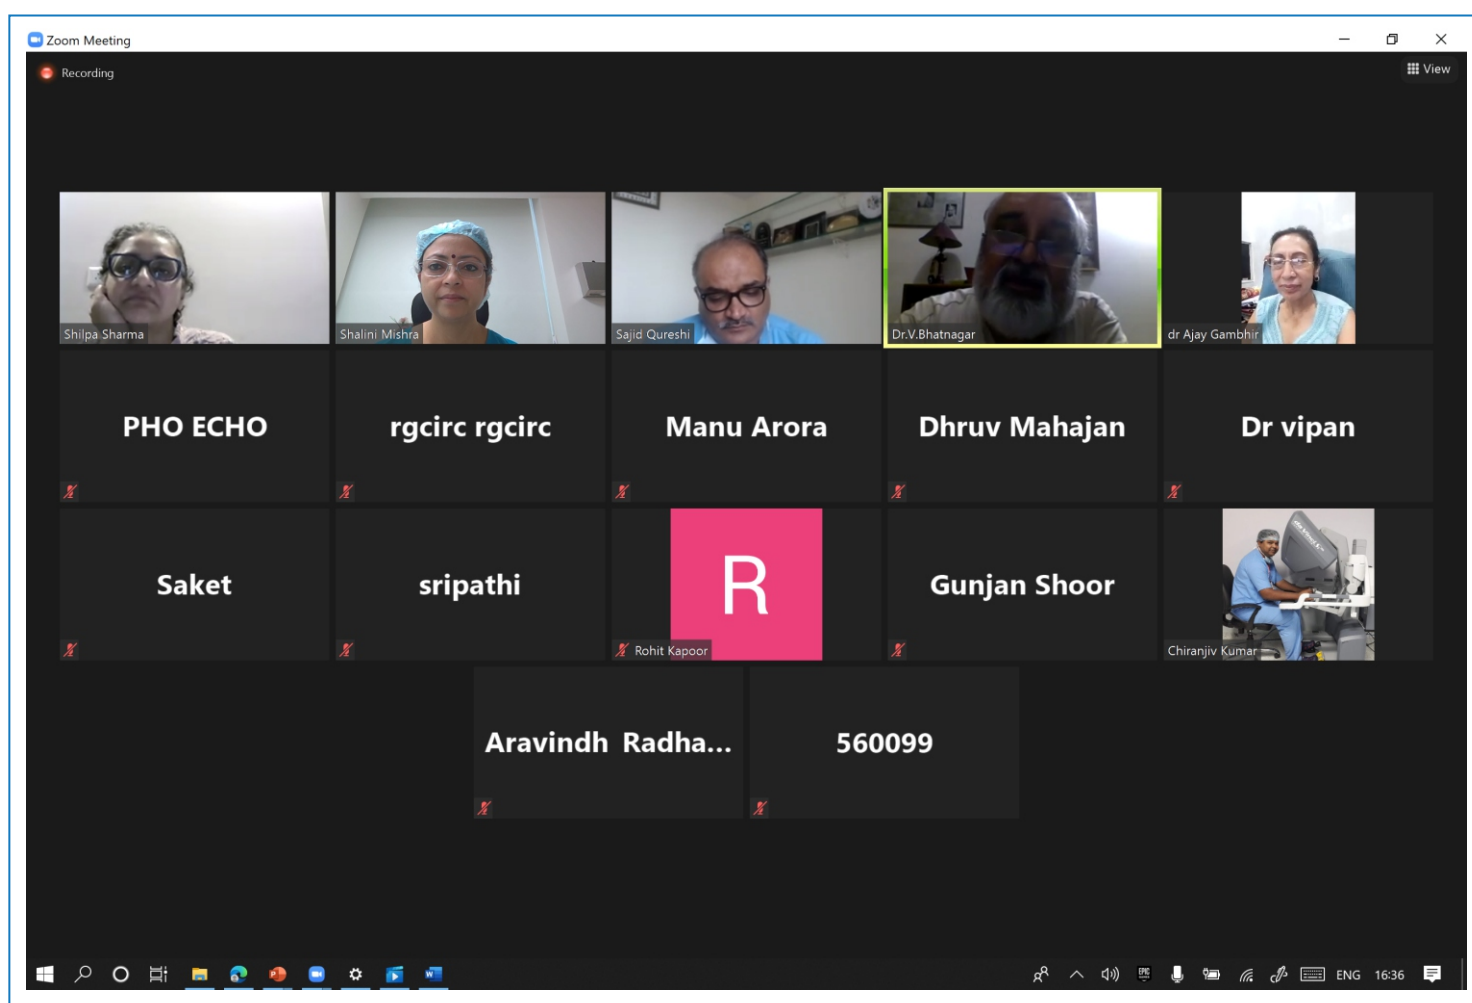 Zoom Meeting
Recording
View
Shilpa Sharma
Shalini Mishra
Sajid Qureshi
Dr.V.Bhatnagar
dr Ajay Gambhir
PHO ECHO
rgcirc rgcirc
Manu Arora
Dhruv Mahajan
Dr vipan
Saket
sripathi
R
Rohit Kapoor
Gunjan Shoor
Chiranjiv Kumar
Aravindh Radha...
560099
EPIC
ENG 16:36